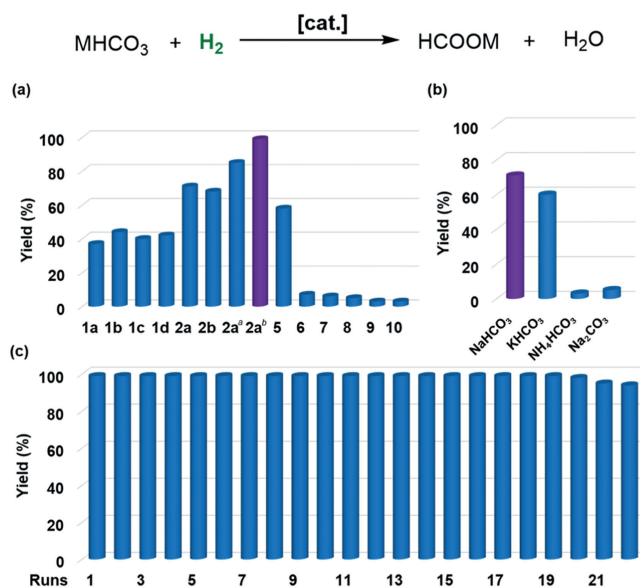 MHCO₃ + H₂ [cat.] HCOOM + H₂O
(a)
Yield (%)
100
80
60
40
20
0
1a 1b 1c 1d 2a 2b 2aᵃ 2aᵇ 5 6 7 8 9 10
(b)
Yield (%)
100
80
60
40
20
0
NaHCO₃ KHCO₃ NH₄HCO₃ Na₂CO₃
(c)
Yield (%)
100
80
60
40
20
0
Runs 1 3 5 7 9 11 13 15 17 19 21